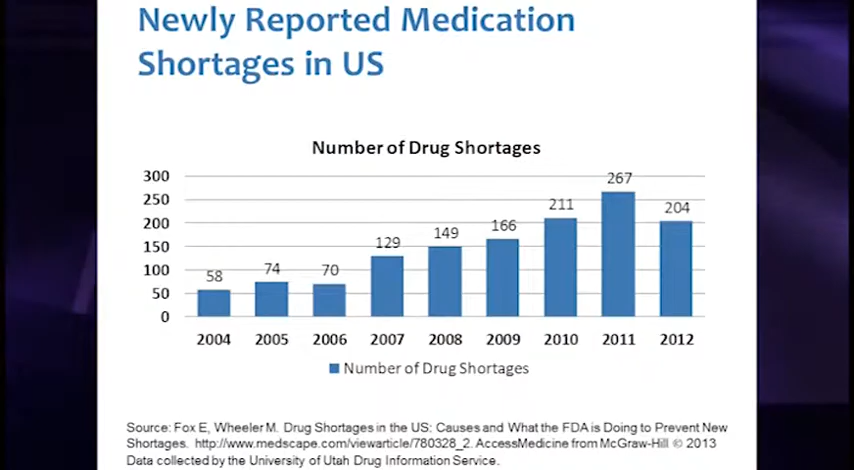 Newly Reported Medication
Shortages in US
Number of Drug Shortages
300
250
200
150
100
50
0
58
74
70
129
149
166
211
267
204
2004 2005 2006 2007 2008 2009 2010 2011 2012
Number of Drug Shortages
Source: Fox E, Wheeler M. Drug Shortages in the US: Causes and What the FDA is Doing to Prevent New
Shortages. http://www.medscape.com/viewarticle/780328_2. AccessMedicine from McGraw-Hill © 2013
Data collected by the University of Utah Drug Information Service.